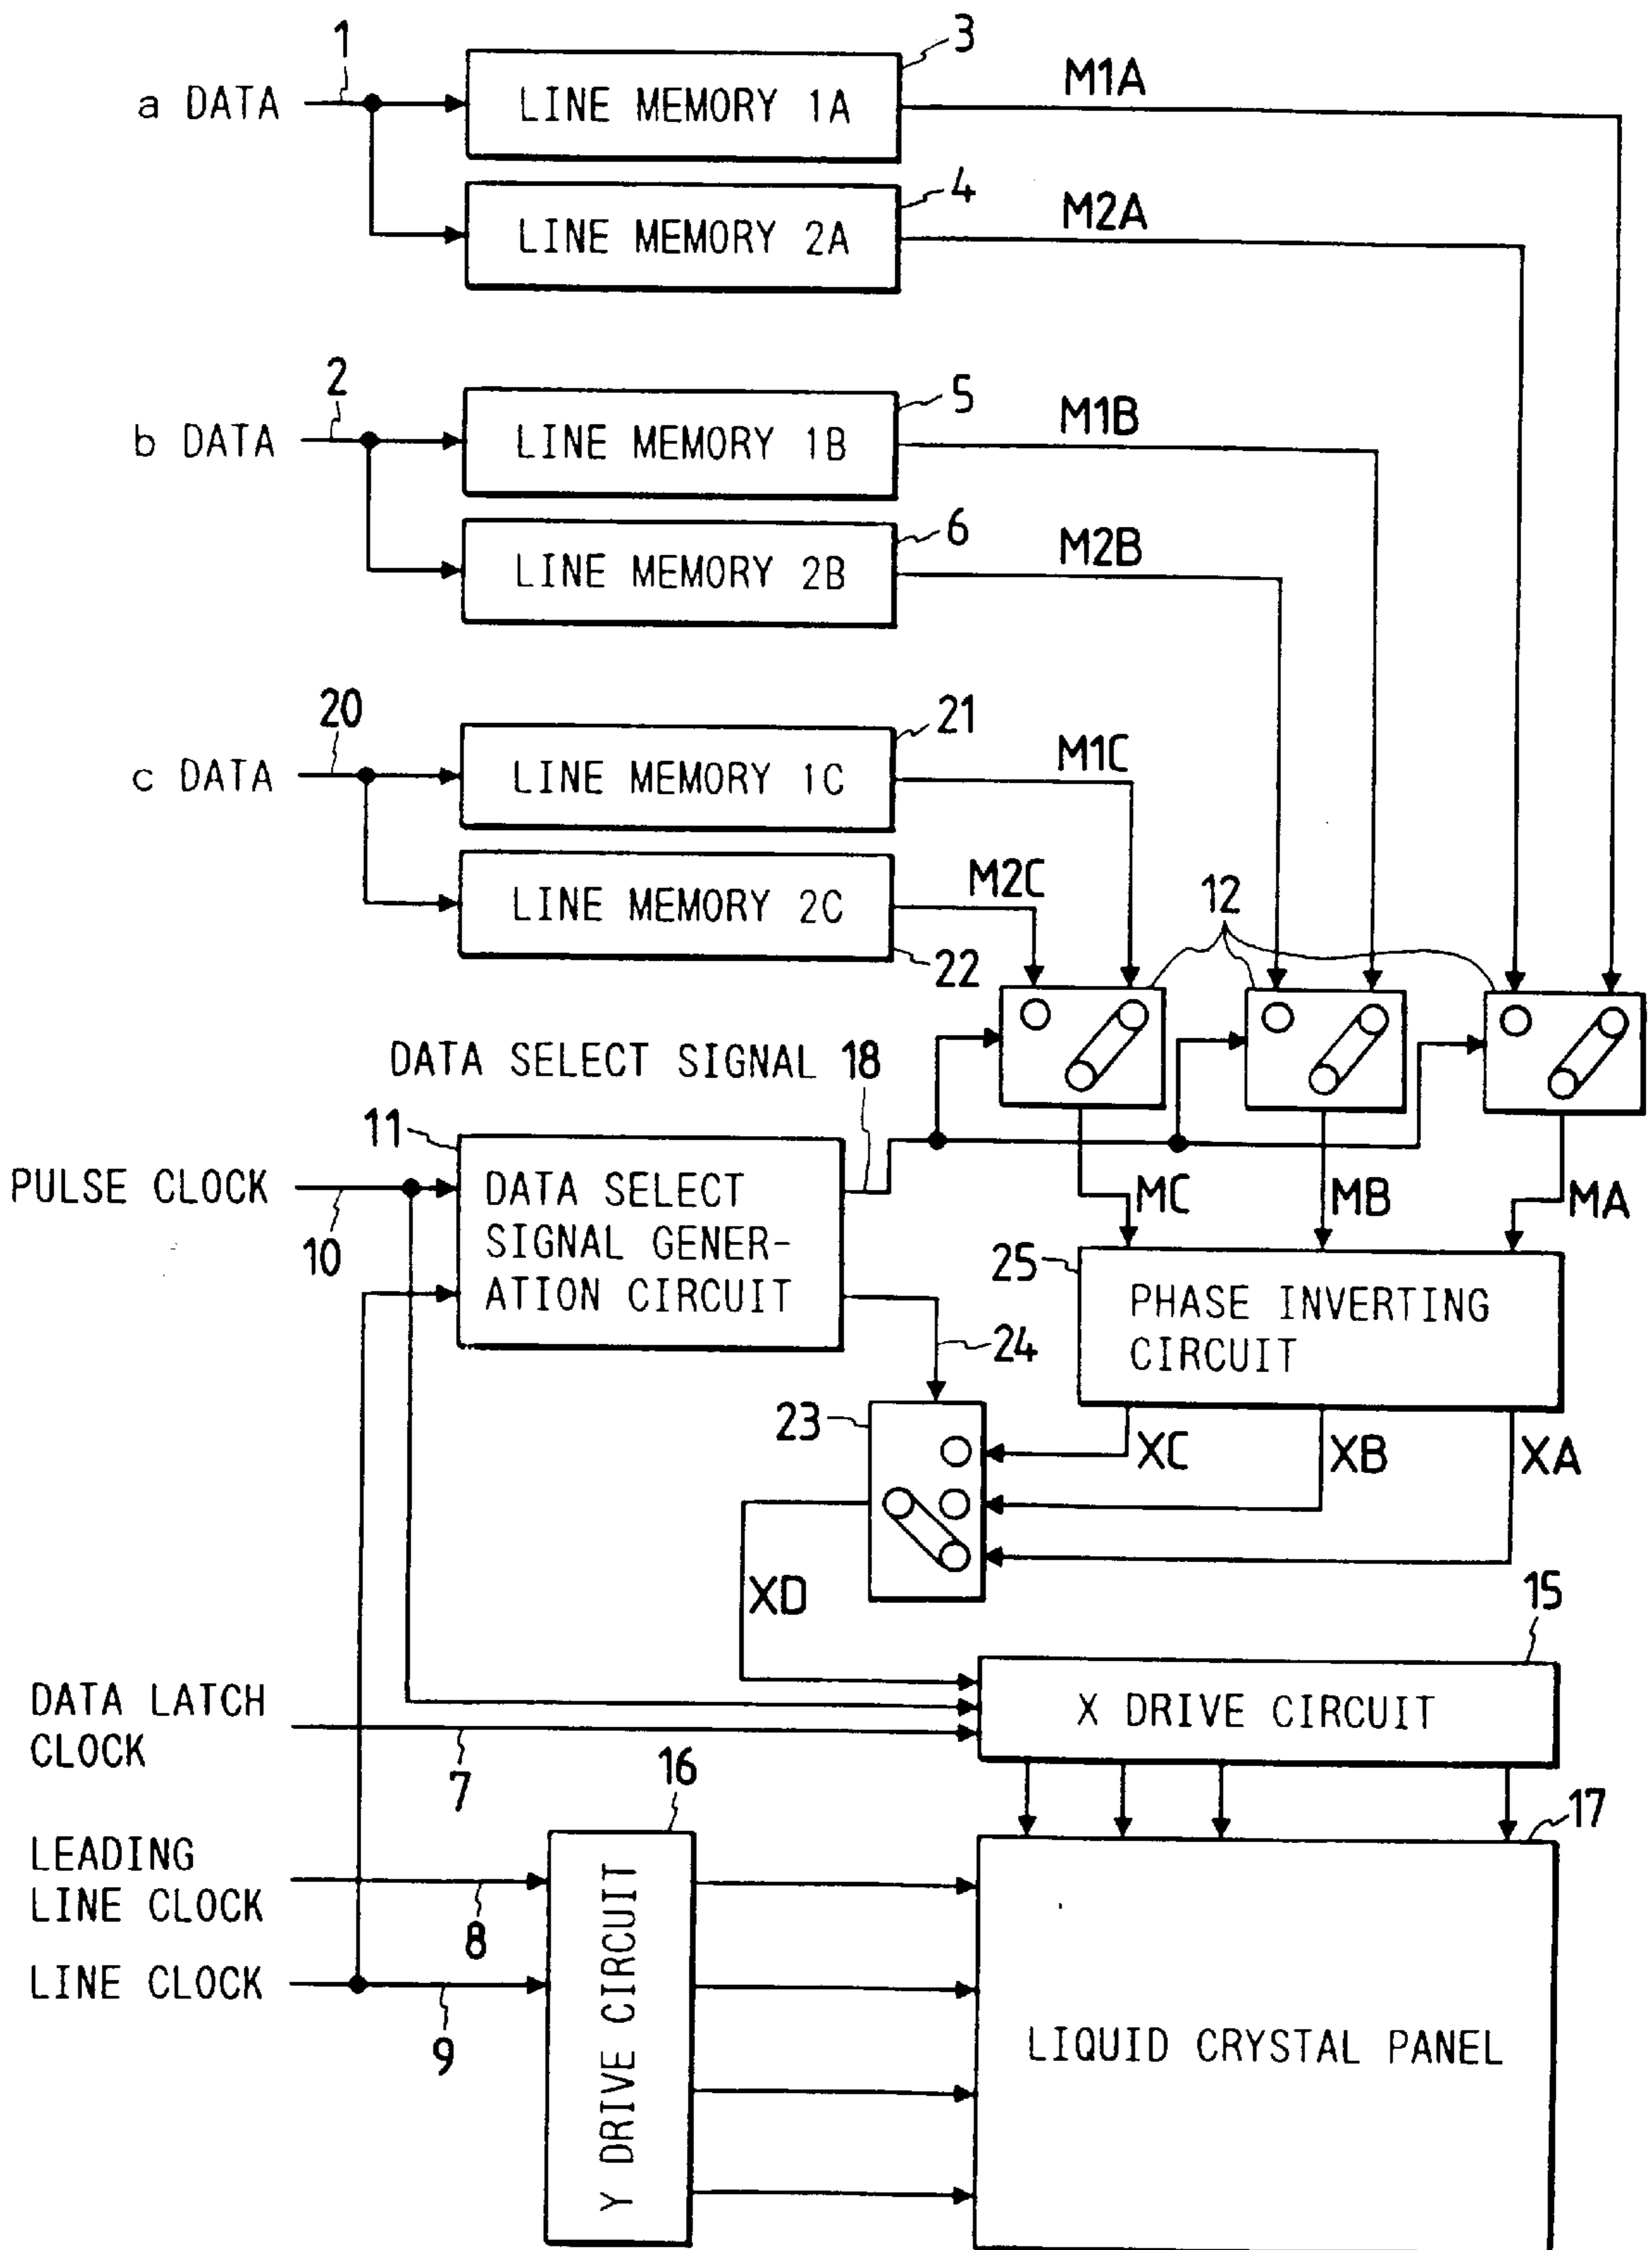 1
3
M1A
a DATA
LINE MEMORY 1A
4
M2A
LINE MEMORY 2A
2
5
M1B
b DATA
LINE MEMORY 1B
6
M2B
LINE MEMORY 2B
20
21
M1C
c DATA
LINE MEMORY 1C
M2C
LINE MEMORY 2C
22
12
DATA SELECT SIGNAL 18
11
PULSE CLOCK
10
DATA SELECT
SIGNAL GENER-
ATION CIRCUIT
MC
MB
MA
25
PHASE INVERTING
CIRCUIT
24
23
XC
XB
XA
XD
15
DATA LATCH
CLOCK
7
X DRIVE CIRCUIT
16
17
LEADING
LINE CLOCK
8
LINE CLOCK
9
Y DRIVE CIRCUIT
LIQUID CRYSTAL PANEL